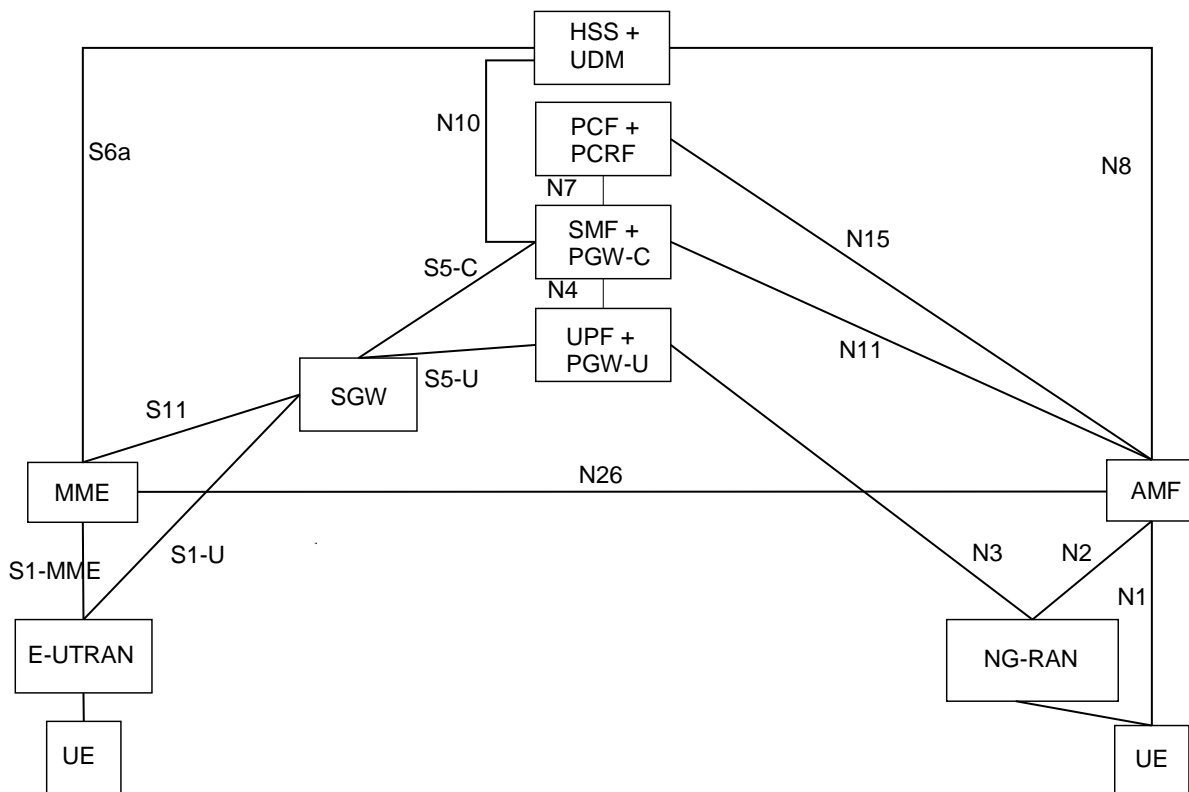 HSS +
UDM
N10
PCF +
PCRF
S6a
N8
N7
SMF +
PGW-C
N15
S5-C
N4
UPF +
PGW-U
N11
S5-U
SGW
S11
MME
N26
AMF
S1-U
N3
N2
S1-MME
N1
E-UTRAN
NG-RAN
UE
UE